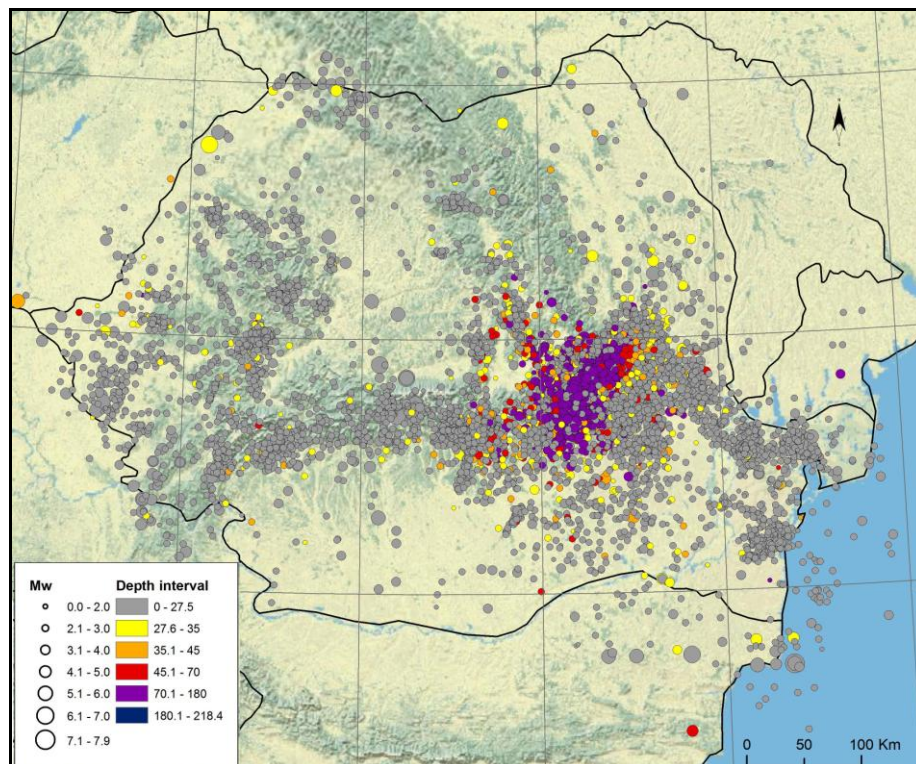 Mw Depth interval
0.0 - 2.0 0 - 27.5
2.1 - 3.0 27.6 - 35
3.1 - 4.0 35.1 - 45
4.1 - 5.0 45.1 - 70
5.1 - 6.0 70.1 - 180
6.1 - 7.0 180.1 - 218.4
7.1 - 7.9
0 50 100 Km